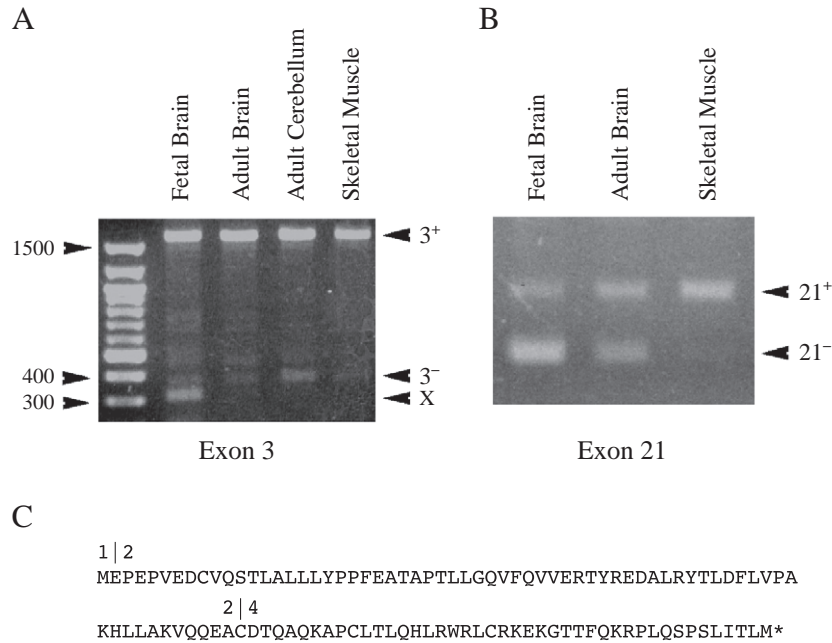 A
B
Fetal Brain
Adult Brain
Adult Cerebellum
Skeletal Muscle
Fetal Brain
Adult Brain
Skeletal Muscle
1500
3+
21+
21−
400
3−
300
X
Exon 3
Exon 21
C
1|2
MEPEPVEDCVQSTLALLLYPPFEATAPTLLGQVFQVVERTYREDALRYTLDFLVPA
2|4
KHLLAKVQQEACDTQAQKAPCLTLQHLRWRLCRKEKGTTFQKRPLQSPSLITLM*